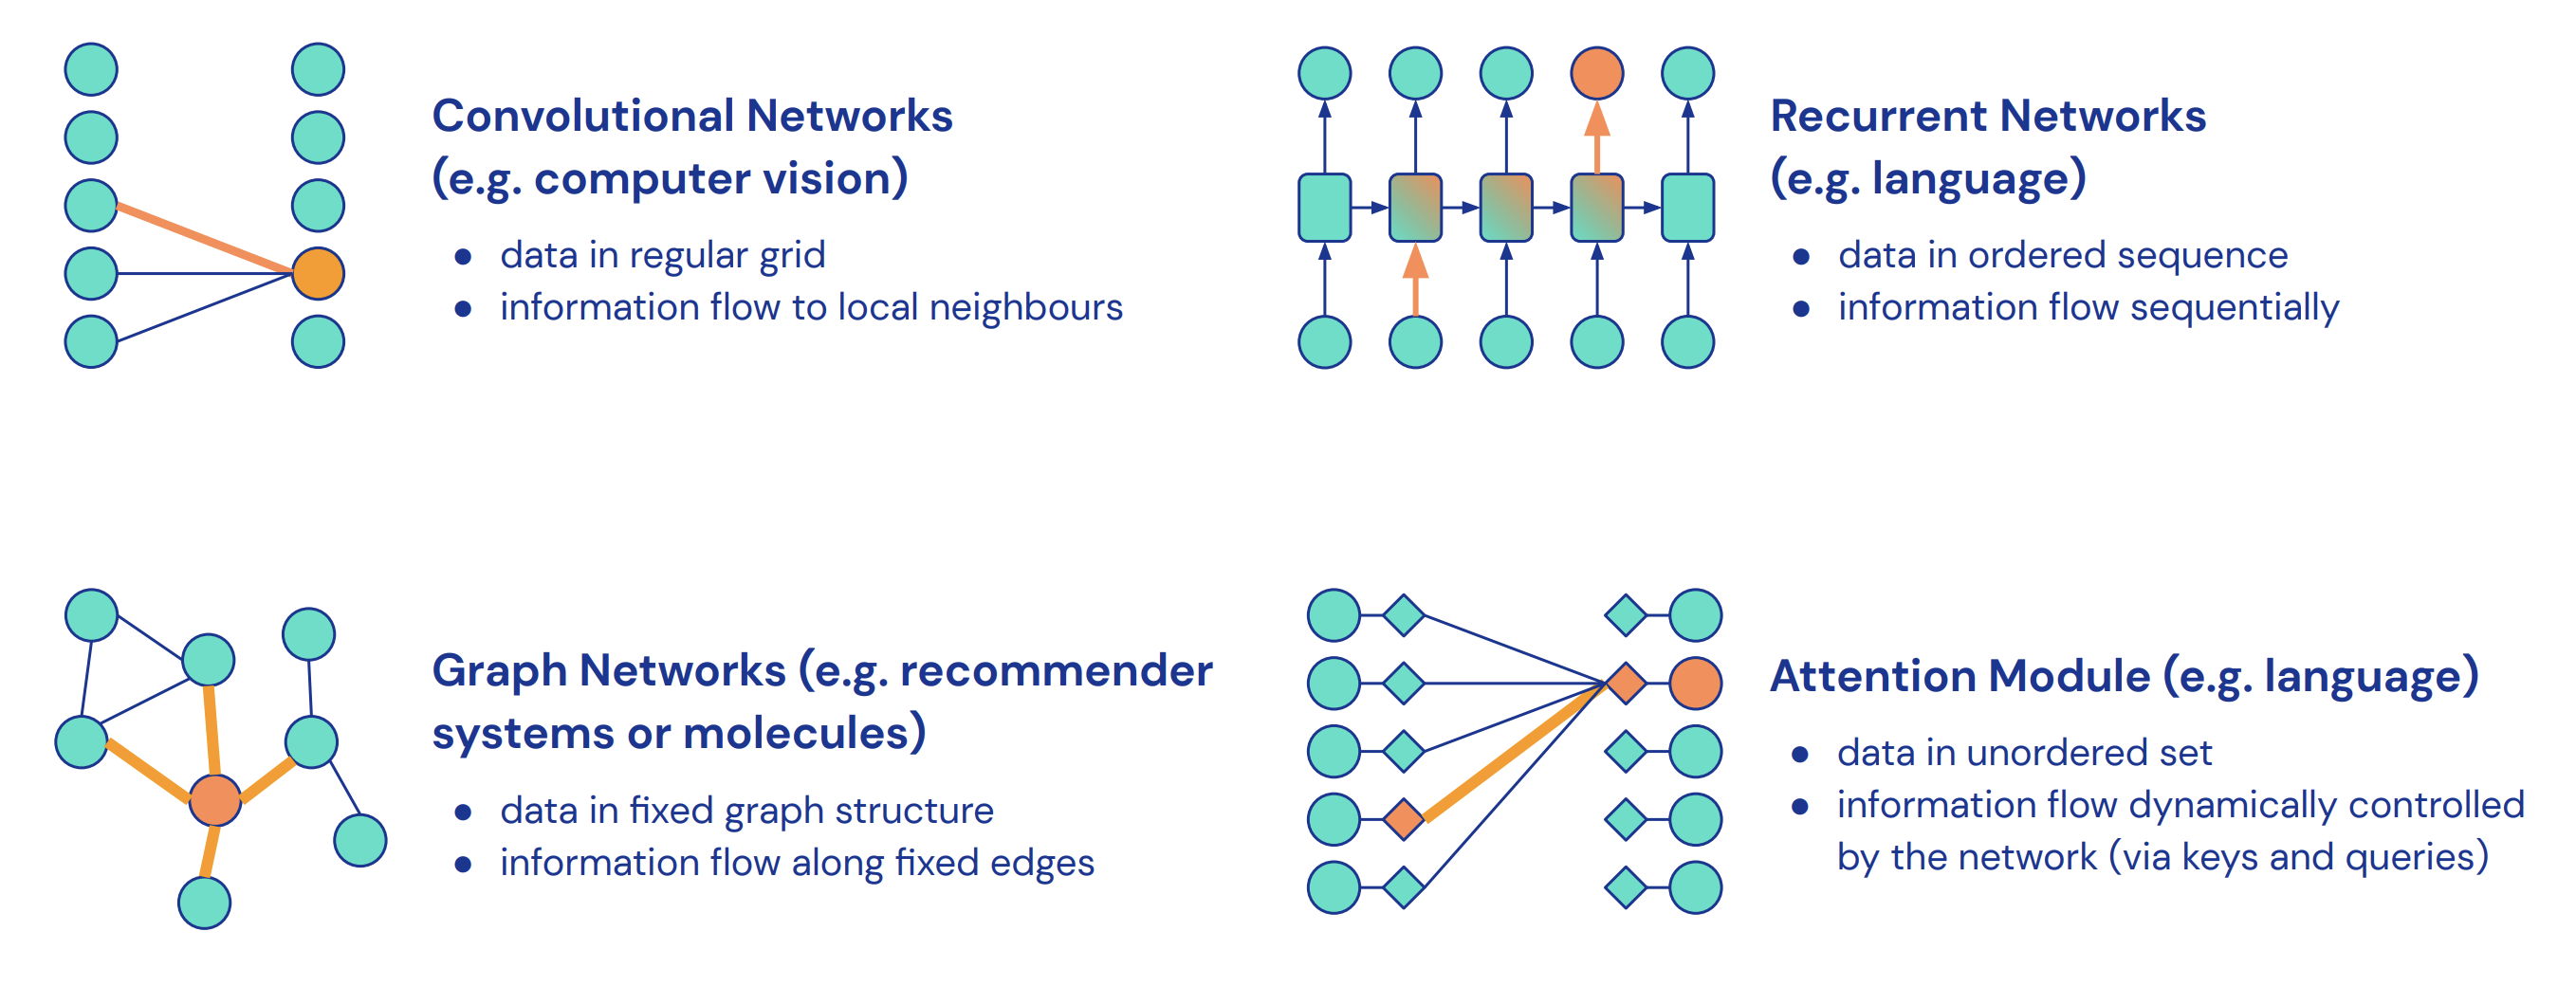 Convolutional Networks
(e.g. computer vision)
● data in regular grid
● information flow to local neighbours
Recurrent Networks
(e.g. language)
● data in ordered sequence
● information flow sequentially
Graph Networks (e.g. recommender
systems or molecules)
● data in fixed graph structure
● information flow along fixed edges
Attention Module (e.g. language)
● data in unordered set
● information flow dynamically controlled
by the network (via keys and queries)